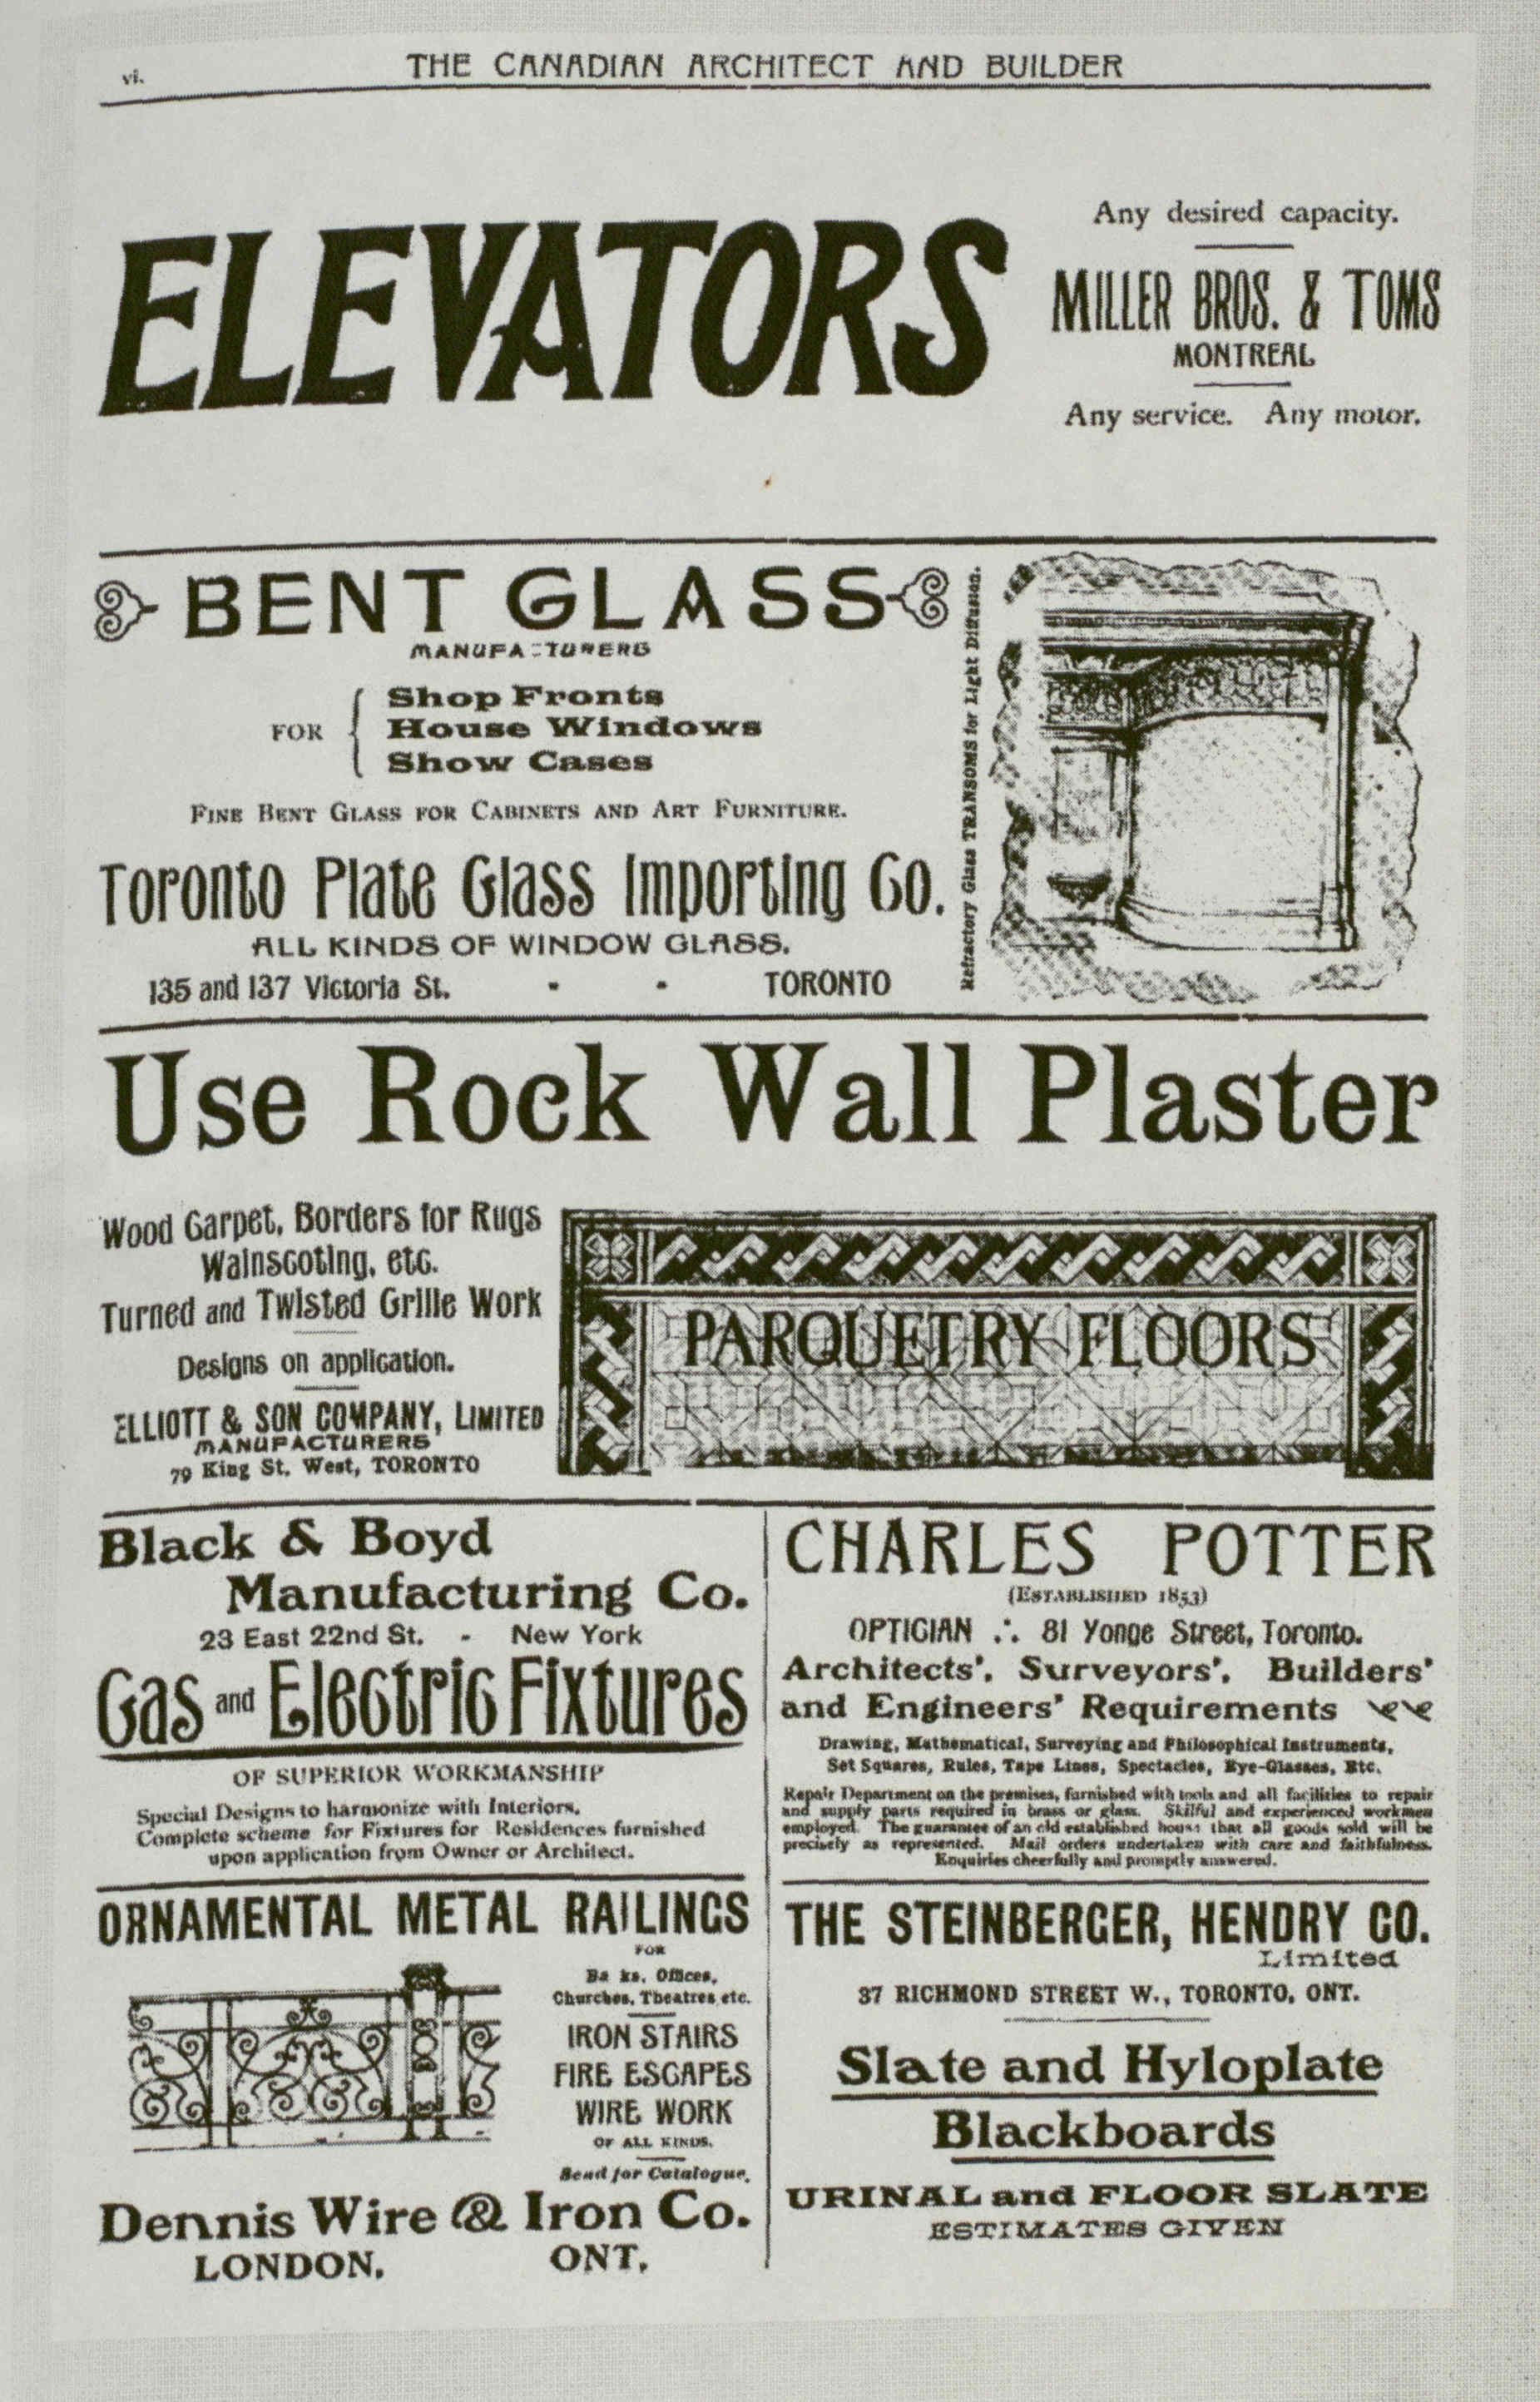 vi. THE CANADIAN ARCHITECT AND BUILDER
ELEVATORS
Any desired capacity.
MILLER BROS. & TOMS
MONTREAL
Any service. Any motor.
BENT GLASS
MANUFACTURERS
FOR
Shop Fronts
House Windows
Show Cases
FINE BENT GLASS FOR CABINETS AND ART FURNITURE.
Toronto Plate Glass Importing Co.
ALL KINDS OF WINDOW GLASS.
135 and 137 Victoria St. - - TORONTO
Refractory Glass TRANSOMS for Light Diffusion.
Use Rock Wall Plaster
Wood Carpet, Borders for Rugs
Wainscoting, etc.
Turned and Twisted Grille Work
Designs on application.
ELLIOTT & SON COMPANY, LIMITED
MANUFACTURERS
79 King St. West, TORONTO
PARQUETRY FLOORS
Black & Boyd
Manufacturing Co.
23 East 22nd St. - New York
Gas and Electric Fixtures
OF SUPERIOR WORKMANSHIP
Special Designs to harmonize with Interiors.
Complete scheme for Fixtures for Residences furnished
upon application from Owner or Architect.
CHARLES POTTER
(ESTABLISHED 1853)
OPTICIAN ∴ 81 Yonge Street, Toronto.
Architects', Surveyors', Builders'
and Engineers' Requirements
Drawing, Mathematical, Surveying and Philosophical Instruments,
Set Squares, Rules, Tape Lines, Spectacles, Eye-Glasses, Etc.
Repair Department on the premises, furnished with tools and all facilities to repair
and supply parts required in brass or glass. Skilful and experienced workmen
employed. The guarantee of an old established house that all goods sold will be
precisely as represented. Mail orders undertaken with care and faithfulness.
Enquiries cheerfully and promptly answered.
ORNAMENTAL METAL RAILINGS
FOR
Ba ks, Offices,
Churches, Theatres etc.
IRON STAIRS
FIRE ESCAPES
WIRE WORK
OF ALL KINDS.
Send for Catalogue.
Dennis Wire & Iron Co.
LONDON, ONT.
THE STEINBERGER, HENDRY CO.
Limited
37 RICHMOND STREET W., TORONTO, ONT.
Slate and Hyloplate
Blackboards
URINAL and FLOOR SLATE
ESTIMATES GIVEN